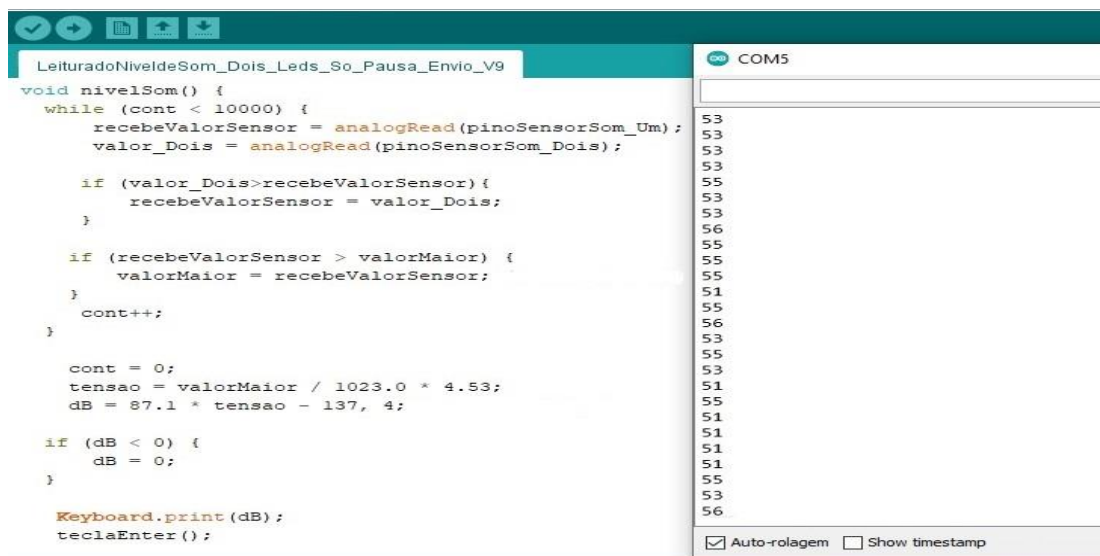 LeituradoNiveldeSom_Dois_Leds_So_Pausa_Envio_V9
void nivelSom() {
while (cont < 10000) {
recebeValorSensor = analogRead(pinoSensorSom_Um);
valor_Dois = analogRead(pinoSensorSom_Dois);
if (valor_Dois>recebeValorSensor){
recebeValorSensor = valor_Dois;
}
if (recebeValorSensor > valorMaior) {
valorMaior = recebeValorSensor;
}
cont++;
}
cont = 0;
tensao = valorMaior / 1023.0 * 4.53;
dB = 87.1 * tensao - 137, 4;
if (dB < 0) {
dB = 0;
}
Keyboard.print(dB);
teclaEnter();
COM5
53
53
53
53
55
53
53
56
55
55
55
51
55
56
53
55
53
51
55
51
51
51
51
55
53
56
Auto-rolagem Show timestamp